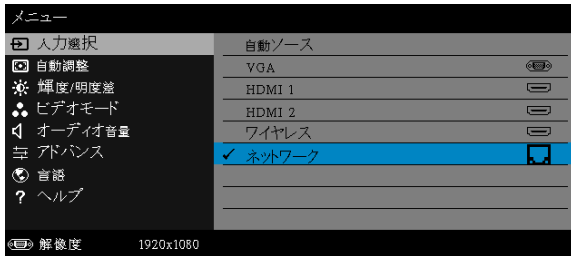 メニュー
入力選択
自動調整
輝度/明度差
ビデオモード
オーディオ音量
アドバンス
言語
ヘルプ
自動ソース
VGA
HDMI 1
HDMI 2
ワイヤレス
ネットワーク
解像度 1920x1080